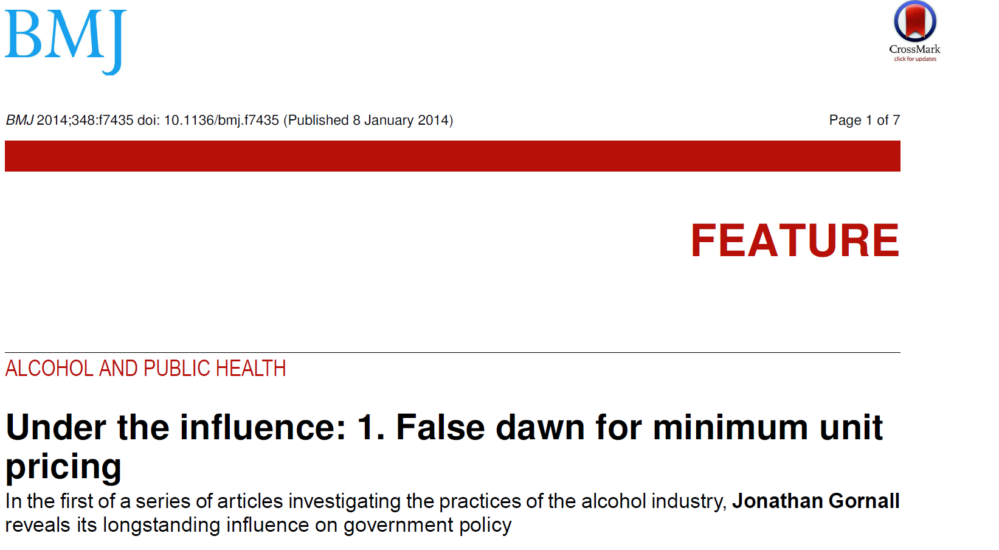 BMJ
CrossMark
click for updates
BMJ 2014;348:f7435 doi: 10.1136/bmj.f7435 (Published 8 January 2014)
Page 1 of 7
FEATURE
ALCOHOL AND PUBLIC HEALTH
Under the influence: 1. False dawn for minimum unit
pricing
In the first of a series of articles investigating the practices of the alcohol industry, Jonathan Gornall
reveals its longstanding influence on government policy